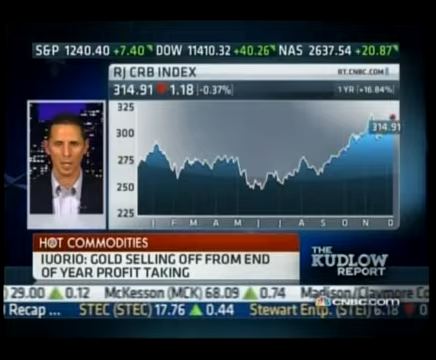 S&P 1240.40 +7.40 DOW 11410.32 +40.26 NAS 2637.54 +20.87
RJ CRB INDEX
RT.CNBC.COM
314.91 1.18 -0.37%
1 YR +16.84%
325
300
275
250
225
314.91
J F M A M J J A S O N D
HOT COMMODITIES
IUORIO: GOLD SELLING OFF FROM END
OF YEAR PROFIT TAKING
THE
KUDLOW
REPORT
29.00 0.12 McKesson (MCK) 68.09 0.74 Madison/Claymore Co
CNBC.COM
Recap ... STEC (STEC) 17.76 0.44 Stewart Entp. (STEI) 6.18 0